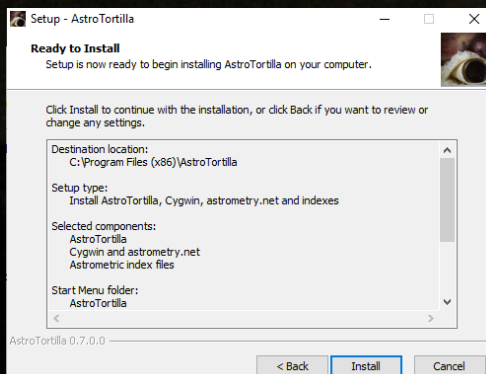 Setup - AstroTortilla
Ready to Install
Setup is now ready to begin installing AstroTortilla on your computer.
Click Install to continue with the installation, or click Back if you want to review or
change any settings.
Destination location:
C:\Program Files (x86)\AstroTortilla
Setup type:
Install AstroTortilla, Cygwin, astrometry.net and indexes
Selected components:
AstroTortilla
Cygwin and astrometry.net
Astrometric index files
Start Menu folder:
AstroTortilla
AstroTortilla 0.7.0.0
< Back Install Cancel